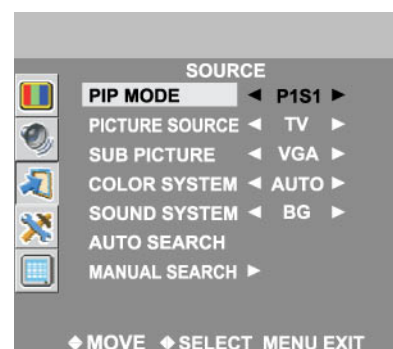 SOURCE
PIP MODE ◄ P1S1 ►
PICTURE SOURCE ◄ TV ►
SUB PICTURE ◄ VGA ►
COLOR SYSTEM ◄ AUTO ►
SOUND SYSTEM ◄ BG ►
AUTO SEARCH
MANUAL SEARCH ►
MOVE SELECT MENU EXIT